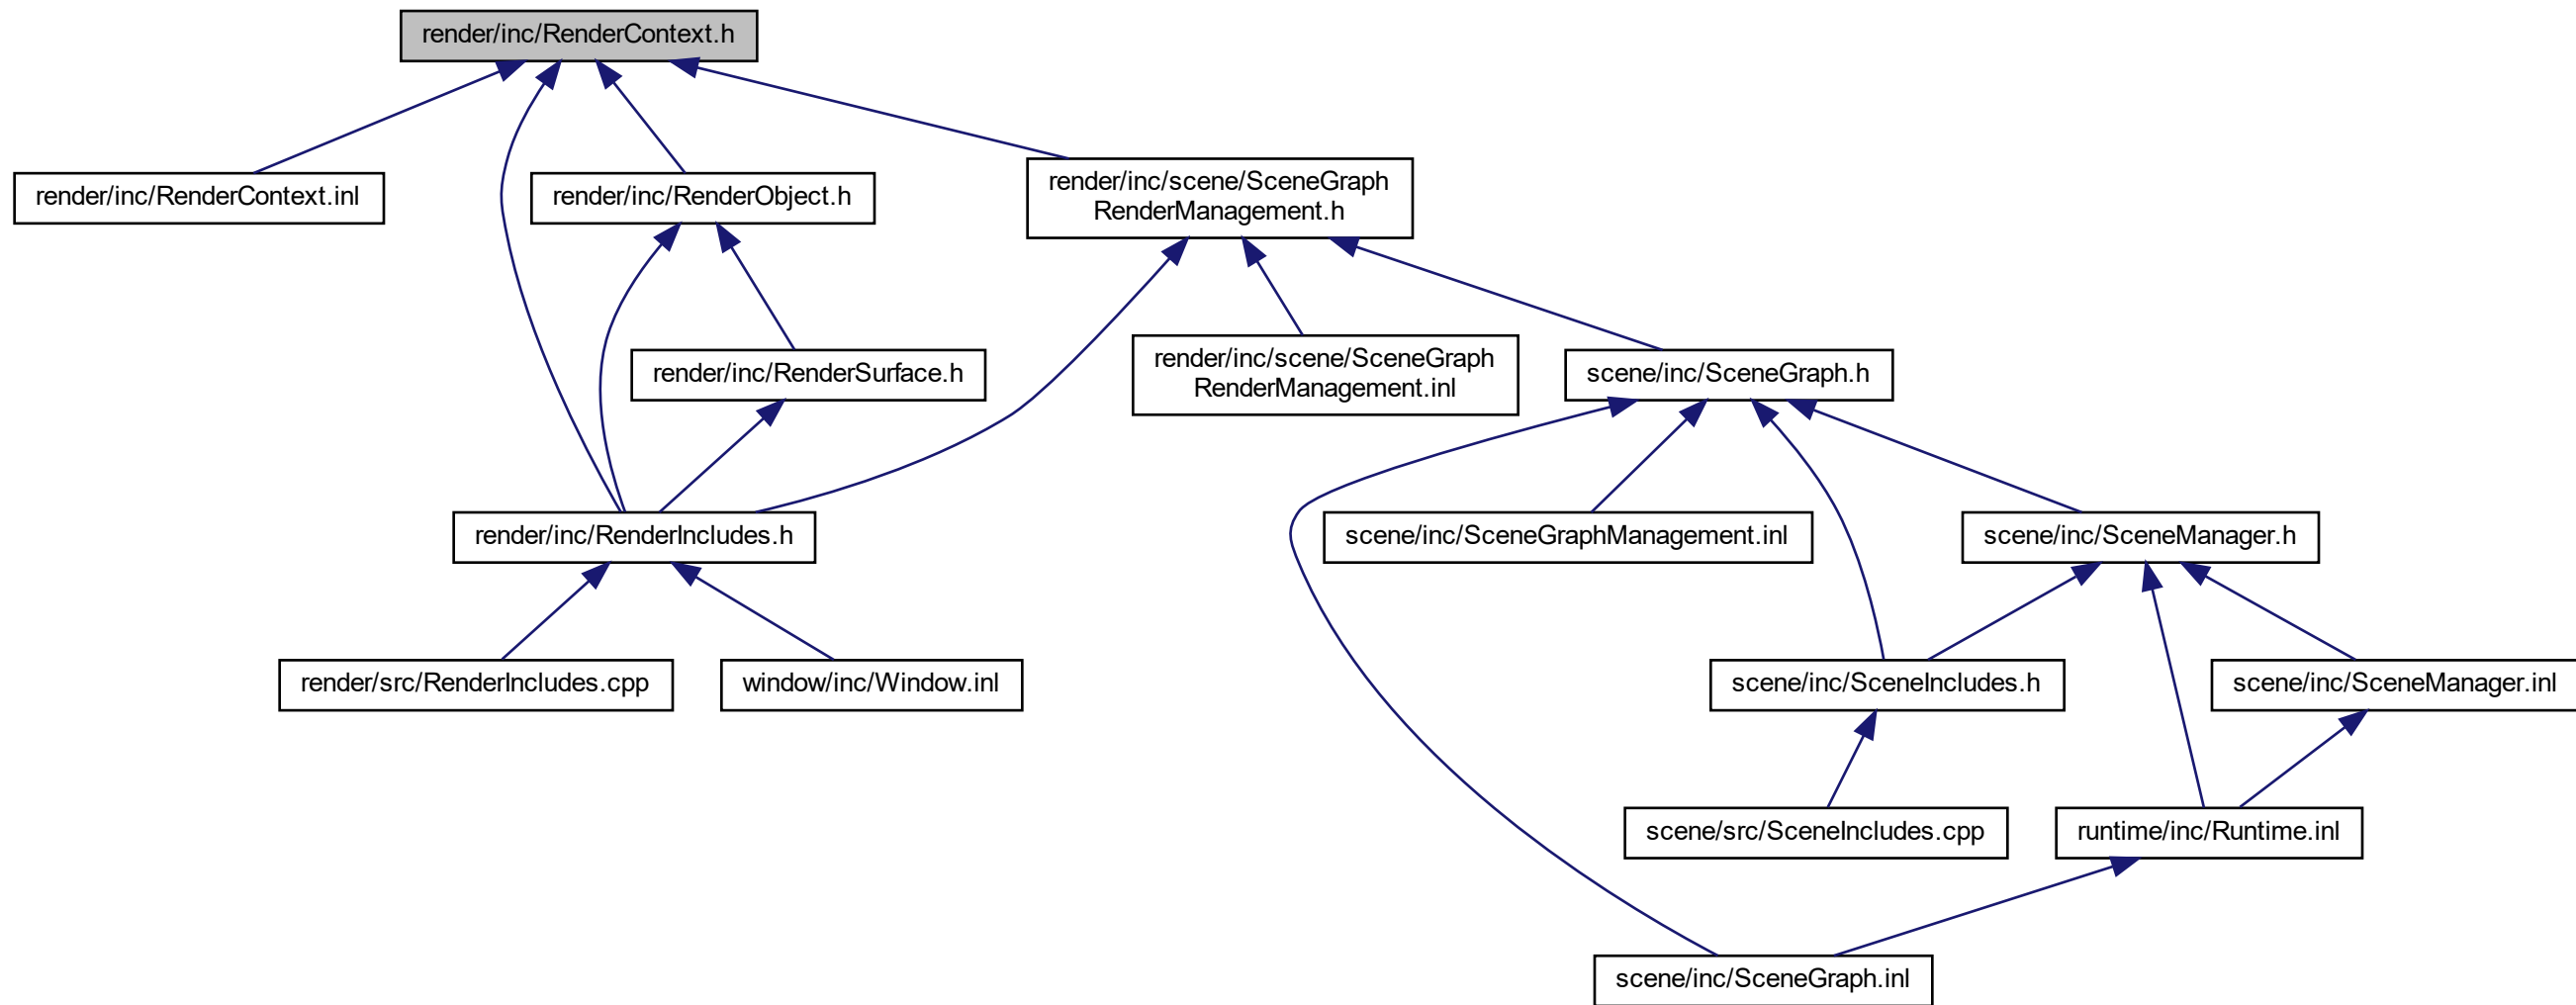 render/inc/RenderContext.h
render/inc/RenderContext.inl
render/inc/RenderObject.h
render/inc/scene/SceneGraph
RenderManagement.h
render/inc/RenderSurface.h
render/inc/scene/SceneGraph
RenderManagement.inl
scene/inc/SceneGraph.h
render/inc/RenderIncludes.h
scene/inc/SceneGraphManagement.inl
scene/inc/SceneManager.h
render/src/RenderIncludes.cpp
window/inc/Window.inl
scene/inc/SceneIncludes.h
scene/inc/SceneManager.inl
scene/src/SceneIncludes.cpp
runtime/inc/Runtime.inl
scene/inc/SceneGraph.inl